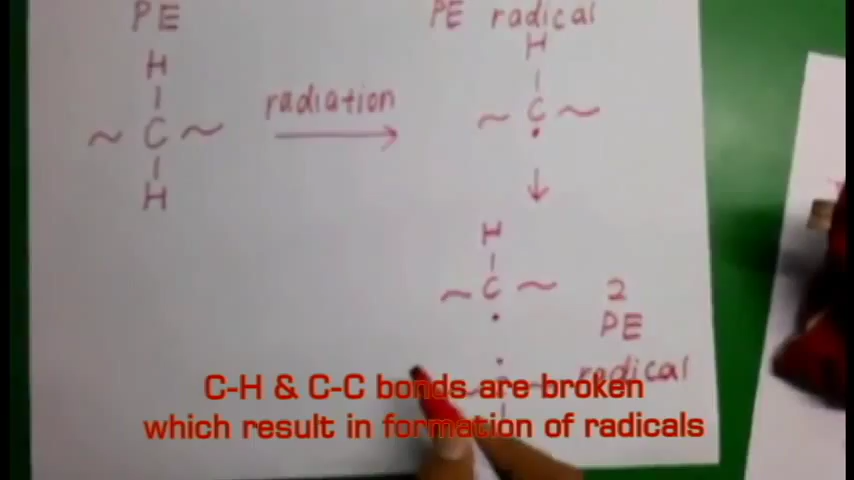 PE
H
~ C ~
H
radiation
PE radical
H
~ C ~
H
~ C ~
2
PE
radical
C-H & C-C bonds are broken
which result in formation of radicals